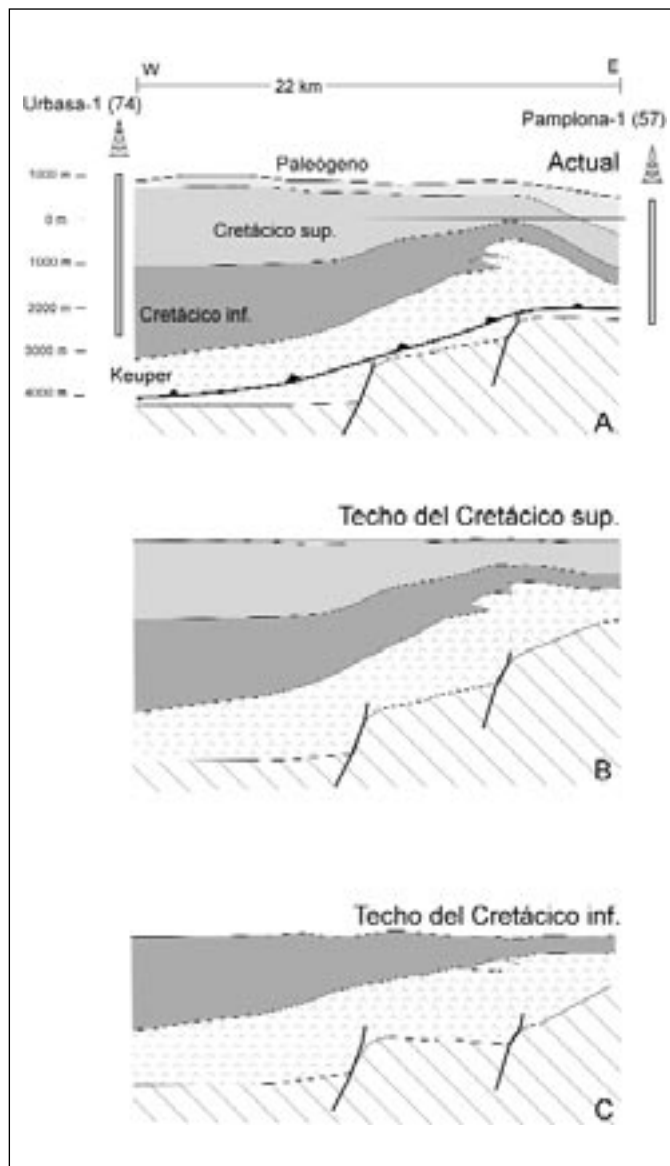 W E
22 km
Urbasa-1 (74)
Pamplona-1 (57)
Paleógeno
Actual
1000 m
0 m
Cretácico sup.
1000 m
2000 m
Cretácico inf.
3000 m
Keuper
4000 m
A
Techo del Cretácico sup.
B
Techo del Cretácico inf.
C